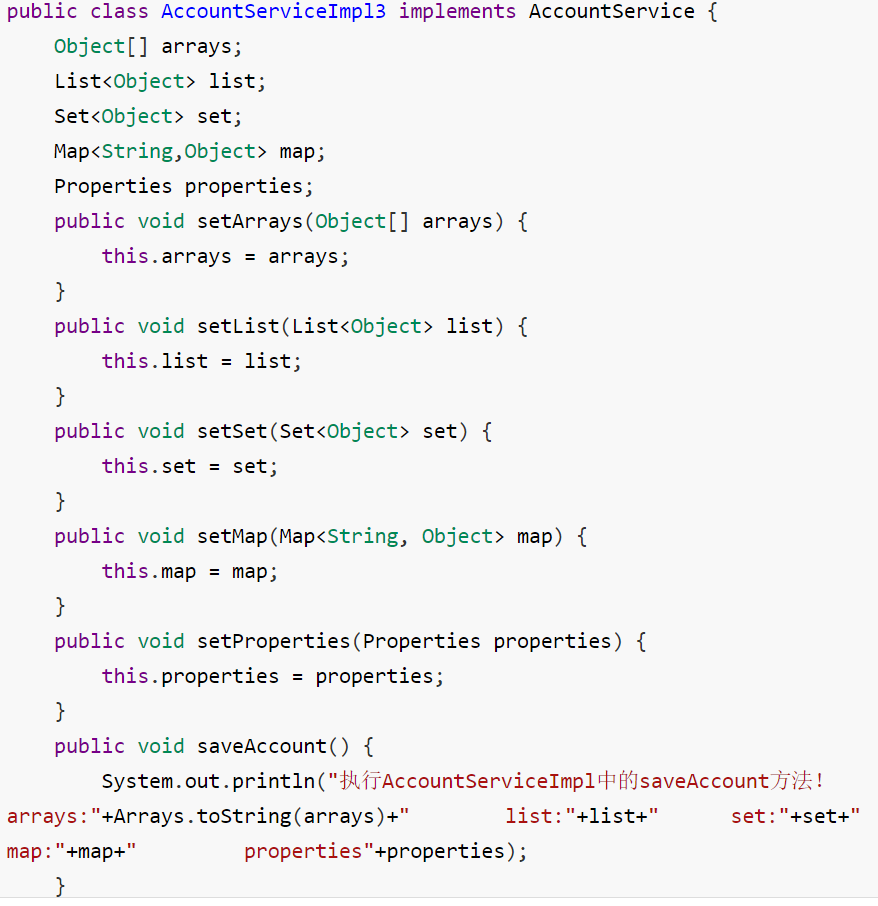 public class AccountServiceImpl3 implements AccountService {
    Object[] arrays;
    List<Object> list;
    Set<Object> set;
    Map<String,Object> map;
    Properties properties;
    public void setArrays(Object[] arrays) {
        this.arrays = arrays;
    }
    public void setList(List<Object> list) {
        this.list = list;
    }
    public void setSet(Set<Object> set) {
        this.set = set;
    }
    public void setMap(Map<String, Object> map) {
        this.map = map;
    }
    public void setProperties(Properties properties) {
        this.properties = properties;
    }
    public void saveAccount() {
        System.out.println("执行AccountServiceImpl中的saveAccount方法!
arrays:"+Arrays.toString(arrays)+"        list:"+list+"      set:"+set+"
map:"+map+"         properties"+properties);
    }